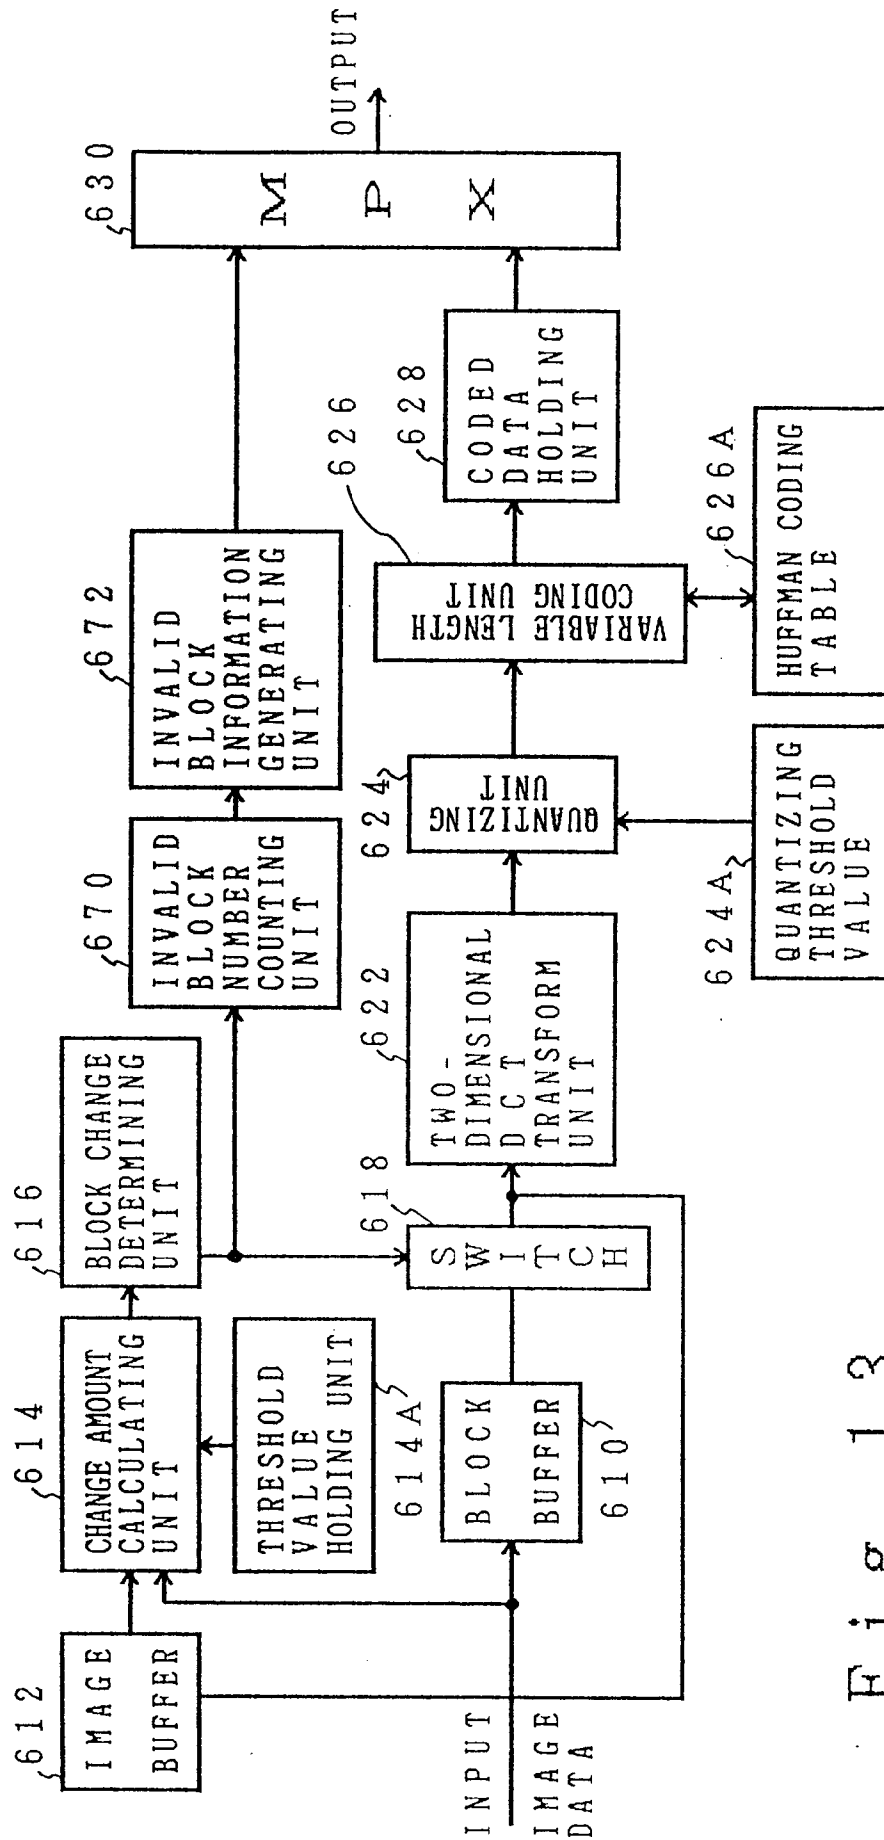 612
IMAGE
BUFFER
614
CHANGE AMOUNT
CALCULATING
UNIT
616
BLOCK CHANGE
DETERMINING
UNIT
THRESHOLD
VALUE
HOLDING UNIT
614A
670
INVALID
BLOCK
NUMBER
COUNTING
UNIT
672
INVALID
BLOCK
INFORMATION
GENERATING
UNIT
630
MPX
OUTPUT
INPUT
IMAGE
DATA
BLOCK
BUFFER
610
618
SWITCH
622
TWO-
DIMENSIONAL
DCT
TRANSFORM
UNIT
624
QUANTIZING
UNIT
626
VARIABLE LENGTH
CODING UNIT
628
CODED
DATA
HOLDING
UNIT
624A
QUANTIZING
THRESHOLD
VALUE
626A
HUFFMAN CODING
TABLE
Fig. 13